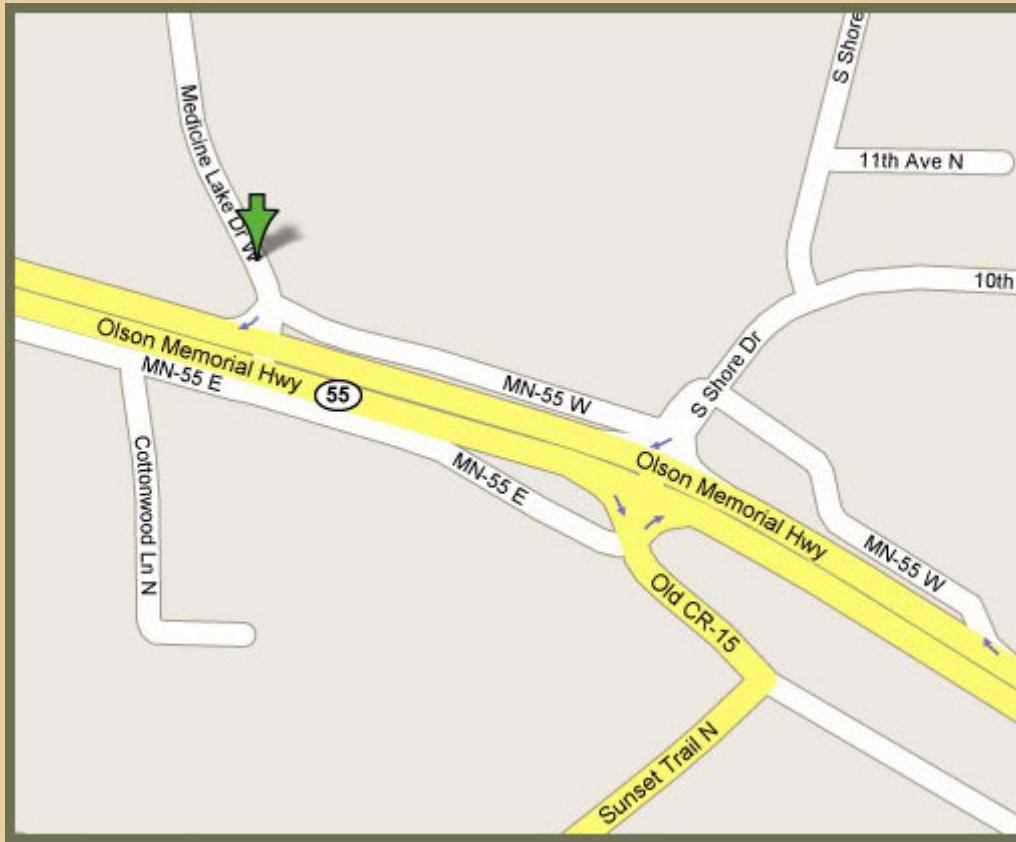 S Shore
Medicine Lake Dr W
11th Ave N
10th
Olson Memorial Hwy
MN-55 E
55
MN-55 W
S Shore Dr
Cottonwood Ln N
MN-55 E
Olson Memorial Hwy
MN-55 W
Old CR-15
Sunset Trail N